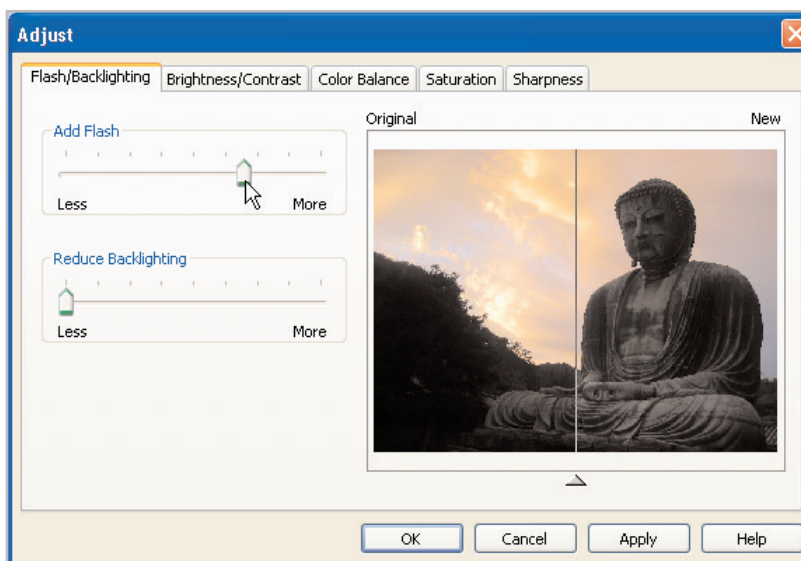 Adjust
Flash/Backlighting Brightness/Contrast Color Balance Saturation Sharpness
Add Flash
Less More
Reduce Backlighting
Less More
Original New
OK Cancel Apply Help